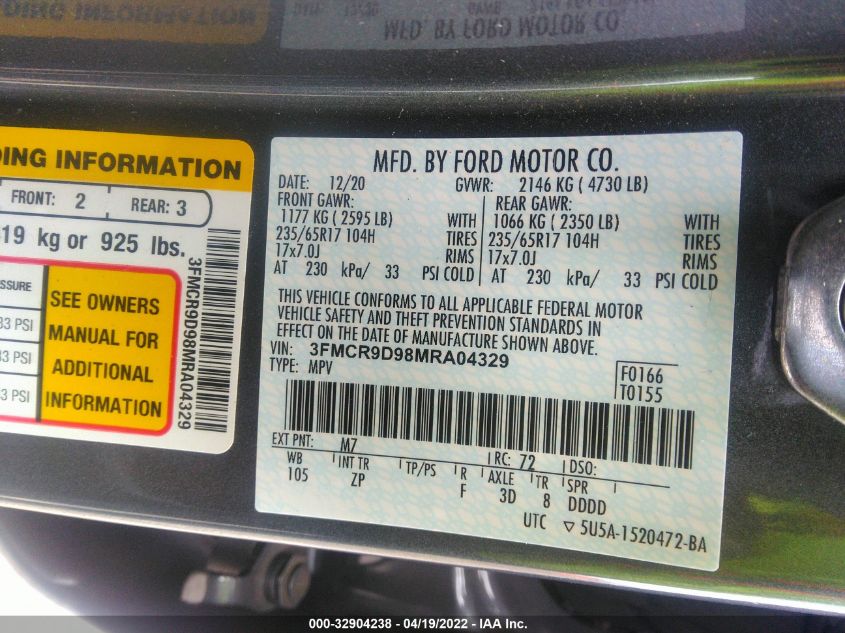 DING INFORMATION
FRONT: 2 REAR: 3
19 kg or 925 lbs.
SSURE
33 PSI
33 PSI
3 PSI
SEE OWNERS
MANUAL FOR
ADDITIONAL
INFORMATION
3FMCR9D98MRA04329
MFD. BY FORD MOTOR CO.
DATE: 12/20 GVWR: 2146 KG ( 4730 LB)
FRONT GAWR: REAR GAWR:
1177 KG ( 2595 LB) WITH 1066 KG ( 2350 LB) WITH
235/65R17 104H TIRES 235/65R17 104H TIRES
17x7.0J RIMS 17x7.0J RIMS
AT 230 kPa/ 33 PSI COLD AT 230 kPa/ 33 PSI COLD
THIS VEHICLE CONFORMS TO ALL APPLICABLE FEDERAL MOTOR
VEHICLE SAFETY AND THEFT PREVENTION STANDARDS IN
EFFECT ON THE DATE OF MANUFACTURE SHOWN ABOVE.
VIN: 3FMCR9D98MRA04329
TYPE: MPV
F0166
T0155
EXT PNT: M7 RC: 72 DSO:
WB INT TR TP/PS R AXLE TR SPR
105 ZP F 3D 8 DDDD
UTC ▽ 5U5A-1520472-BA
000-32904238 - 04/19/2022 - IAA Inc.